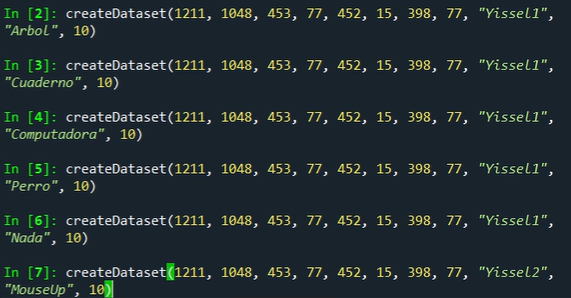 In [2]: createDataset(1211, 1048, 453, 77, 452, 15, 398, 77, "Yissel1",
"Arbol", 10)
In [3]: createDataset(1211, 1048, 453, 77, 452, 15, 398, 77, "Yissel1",
"Cuaderno", 10)
In [4]: createDataset(1211, 1048, 453, 77, 452, 15, 398, 77, "Yissel1",
"Computadora", 10)
In [5]: createDataset(1211, 1048, 453, 77, 452, 15, 398, 77, "Yissel1",
"Perro", 10)
In [6]: createDataset(1211, 1048, 453, 77, 452, 15, 398, 77, "Yissel1",
"Nada", 10)
In [7]: createDataset(1211, 1048, 453, 77, 452, 15, 398, 77, "Yissel2",
"MouseUp", 10)